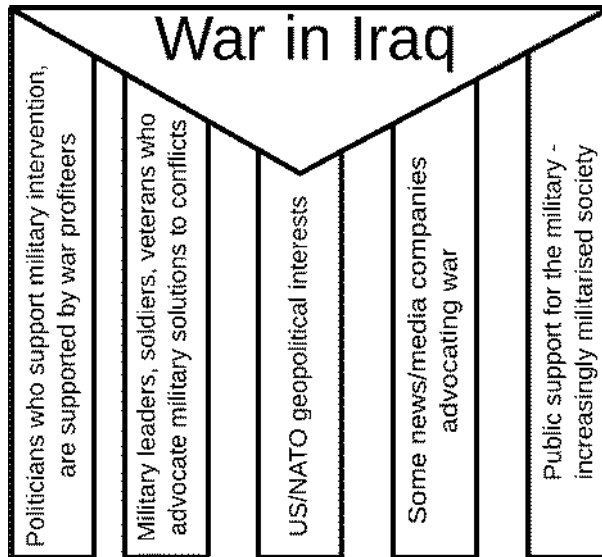 War in Iraq
Politicians who support military intervention,
are supported by war profiteers
Military leaders, soldiers, veterans who
advocate military solutions to conflicts
US/NATO geopolitical interests
Some news/media companies
advocating war
Public support for the military -
increasingly militarised society